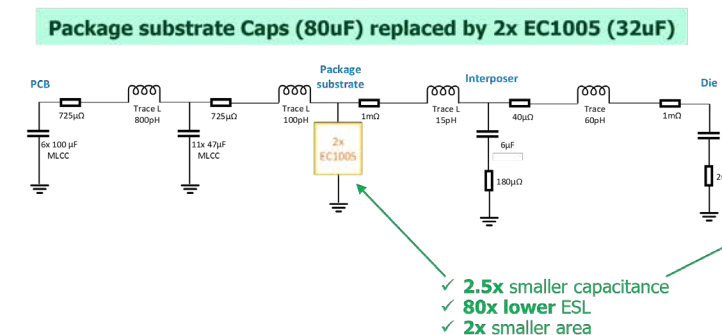 Package substrate Caps (80uF) replaced by 2x EC1005 (32uF)
PCB
Package
substrate
Interposer
Die
725µΩ
Trace L
800pH
725µΩ
Trace L
100pH
1mΩ
Trace L
15pH
40µΩ
Trace
60pH
1mΩ
6x 100 µF
MLCC
11x 47µF
MLCC
2x
EC1005
6µF
180µΩ
✓ 2.5x smaller capacitance
✓ 80x lower ESL
✓ 2x smaller area